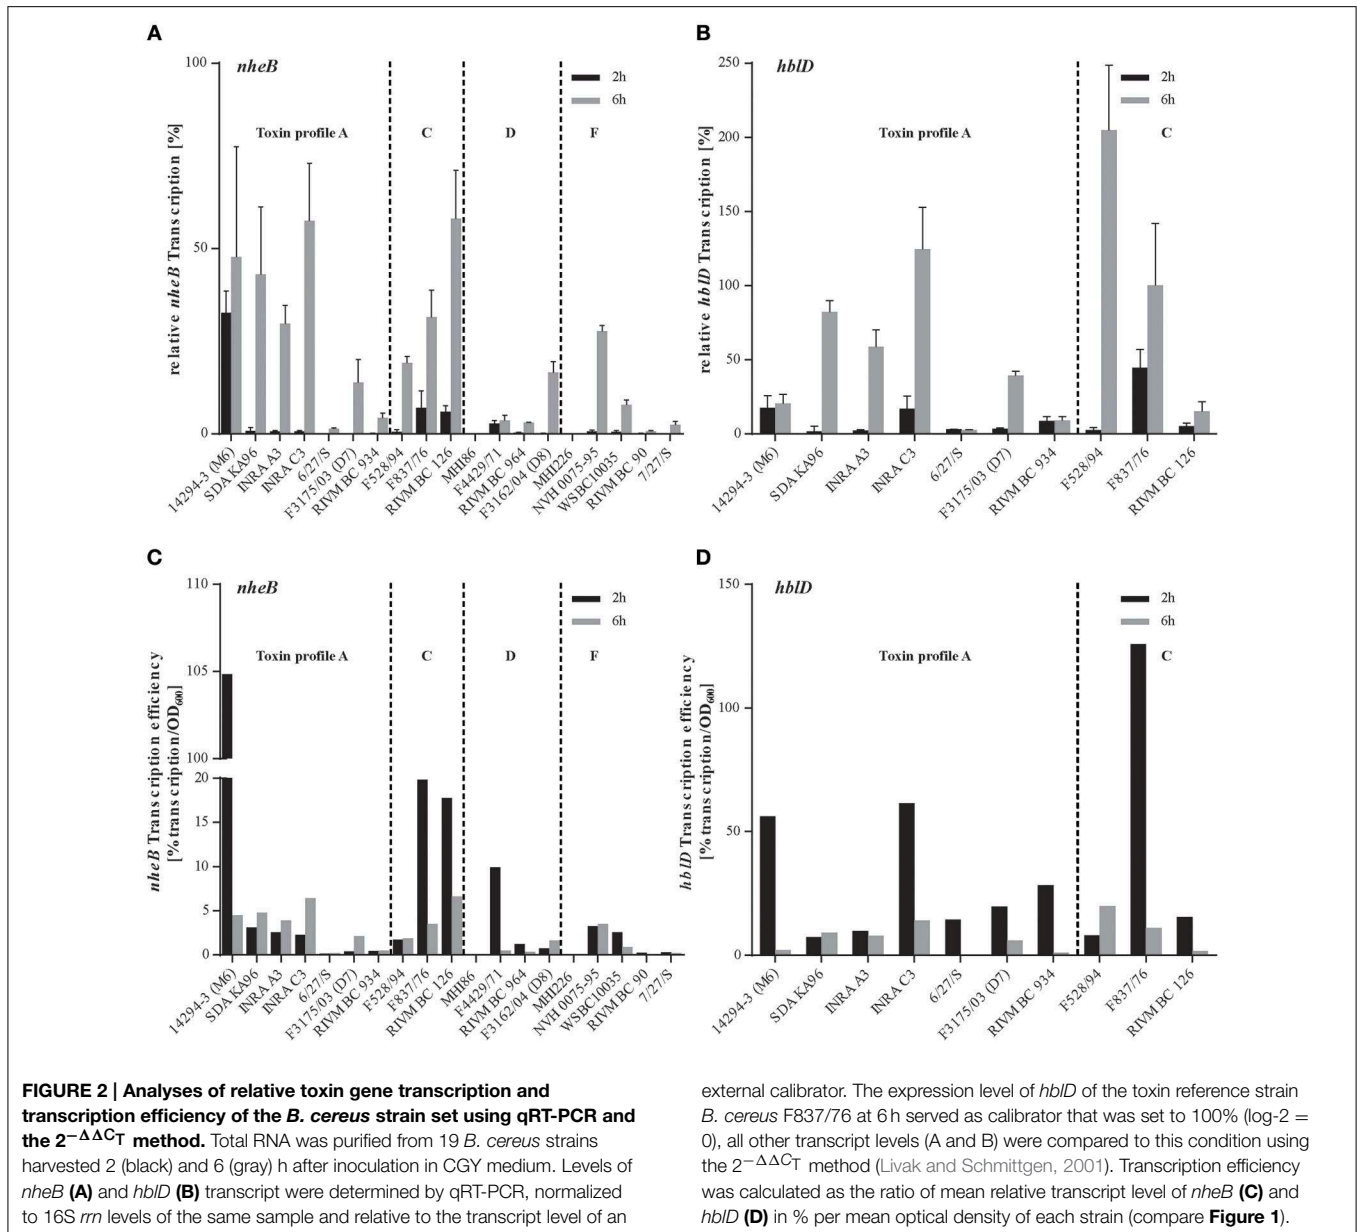 A
nheB
2h
6h
Toxin profile A
C
D
F
relative nheB Transcription [%]
100
50
0
14294-3 (M6)
SDA KA96
INRA A3
INRA C3
6/27/S
F3175/03 (D7)
RIVM BC 934
F528/94
F837/76
RIVM BC 126
MHI86
F4429/71
RIVM BC 964
F3162/04 (D8)
MHI226
NVH 0075-95
WSBC10035
RIVM BC 90
7/27/S
B
hblD
2h
6h
Toxin profile A
C
relative hblD Transcription [%]
250
200
150
100
50
0
14294-3 (M6)
SDA KA96
INRA A3
INRA C3
6/27/S
F3175/03 (D7)
RIVM BC 934
F528/94
F837/76
RIVM BC 126
C
nheB
2h
6h
Toxin profile A
C
D
F
nheB Transcription efficiency
[% transcription/OD600]
110
105
100
20
15
10
5
0
14294-3 (M6)
SDA KA96
INRA A3
INRA C3
6/27/S
F3175/03 (D7)
RIVM BC 934
F528/94
F837/76
RIVM BC 126
MHI86
F4429/71
RIVM BC 964
F3162/04 (D8)
MHI226
NVH 0075-95
WSBC10035
RIVM BC 90
7/27/S
D
hblD
2h
6h
Toxin profile A
C
hblD Transcription efficiency
[% transcription/OD600]
150
100
50
0
14294-3 (M6)
SDA KA96
INRA A3
INRA C3
6/27/S
F3175/03 (D7)
RIVM BC 934
F528/94
F837/76
RIVM BC 126
FIGURE 2 | Analyses of relative toxin gene transcription and
transcription efficiency of the B. cereus strain set using qRT-PCR and
the 2−ΔΔCT method. Total RNA was purified from 19 B. cereus strains
harvested 2 (black) and 6 (gray) h after inoculation in CGY medium. Levels of
nheB (A) and hblD (B) transcript were determined by qRT-PCR, normalized
to 16S rrn levels of the same sample and relative to the transcript level of an
external calibrator. The expression level of hblD of the toxin reference strain
B. cereus F837/76 at 6 h served as calibrator that was set to 100% (log-2 =
0), all other transcript levels (A and B) were compared to this condition using
the 2−ΔΔCT method (Livak and Schmittgen, 2001). Transcription efficiency
was calculated as the ratio of mean relative transcript level of nheB (C) and
hblD (D) in % per mean optical density of each strain (compare Figure 1).